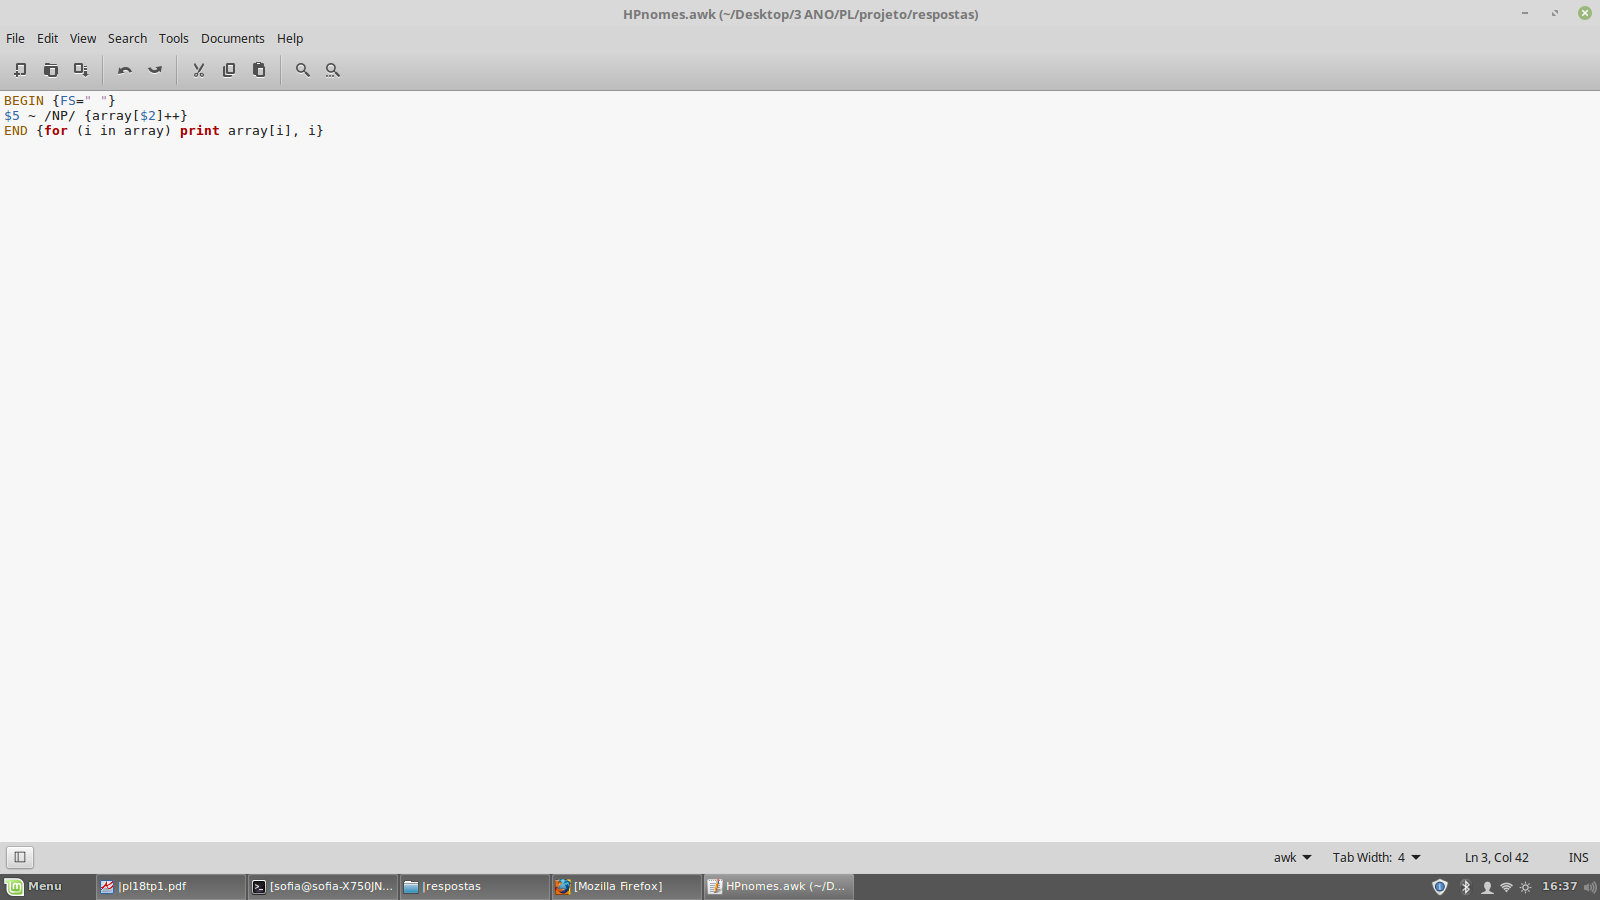 HPnomes.awk (~/Desktop/3 ANO/PL/projeto/respostas)
File Edit View Search Tools Documents Help
BEGIN {FS=" "}
$5 ~ /NP/ {array[$2]++}
END {for (i in array) print array[i], i}
awk Tab Width: 4 Ln 3, Col 42 INS
Menu |pl18tp1.pdf [sofia@sofia-X750JN... |respostas [Mozilla Firefox] HPnomes.awk (~/D... 16:37